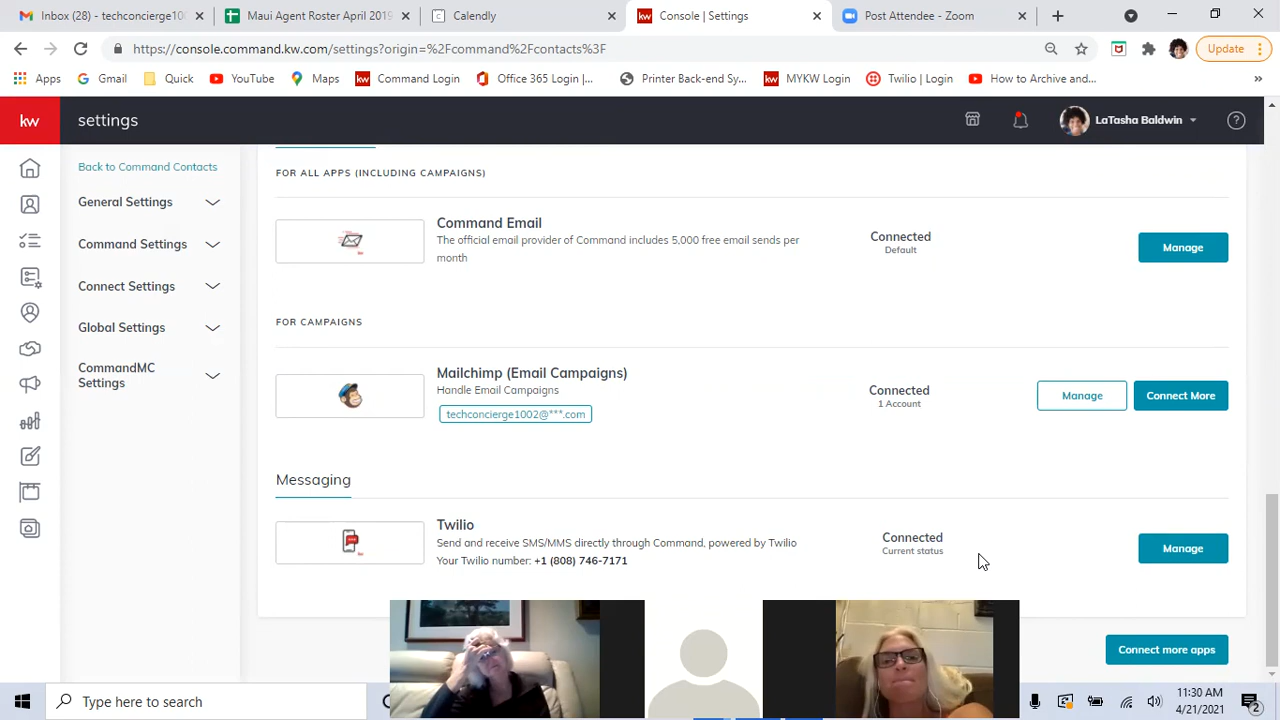 Inbox (28) - techconcierge100
Maui Agent Roster April 
Calendly
Console | Settings
Post Attendee - Zoom
https://console.command.kw.com/settings?origin=%2Fcommand%2Fcontacts%3F
Update
Apps
Gmail
Quick
YouTube
Maps
Command Login
Office 365 Login |...
Printer Back-end Sy...
MYKW Login
Twilio | Login
How to Archive and...
»
kw
settings
LaTasha Baldwin
Back to Command Contacts
General Settings
Command Settings
Connect Settings
Global Settings
CommandMC
Settings
FOR ALL APPS (INCLUDING CAMPAIGNS)
Command Email
The official email provider of Command includes 5,000 free email sends per
month
Connected
Default
Manage
FOR CAMPAIGNS
Mailchimp (Email Campaigns)
Handle Email Campaigns
techconcierge1002@***.com
Connected
1 Account
Manage
Connect More
Messaging
Twilio
Send and receive SMS/MMS directly through Command, powered by Twilio
Your Twilio number: +1 (808) 746-7171
Connected
Current status
Manage
Connect more apps
Type here to search
11:30 AM
4/21/2021
2